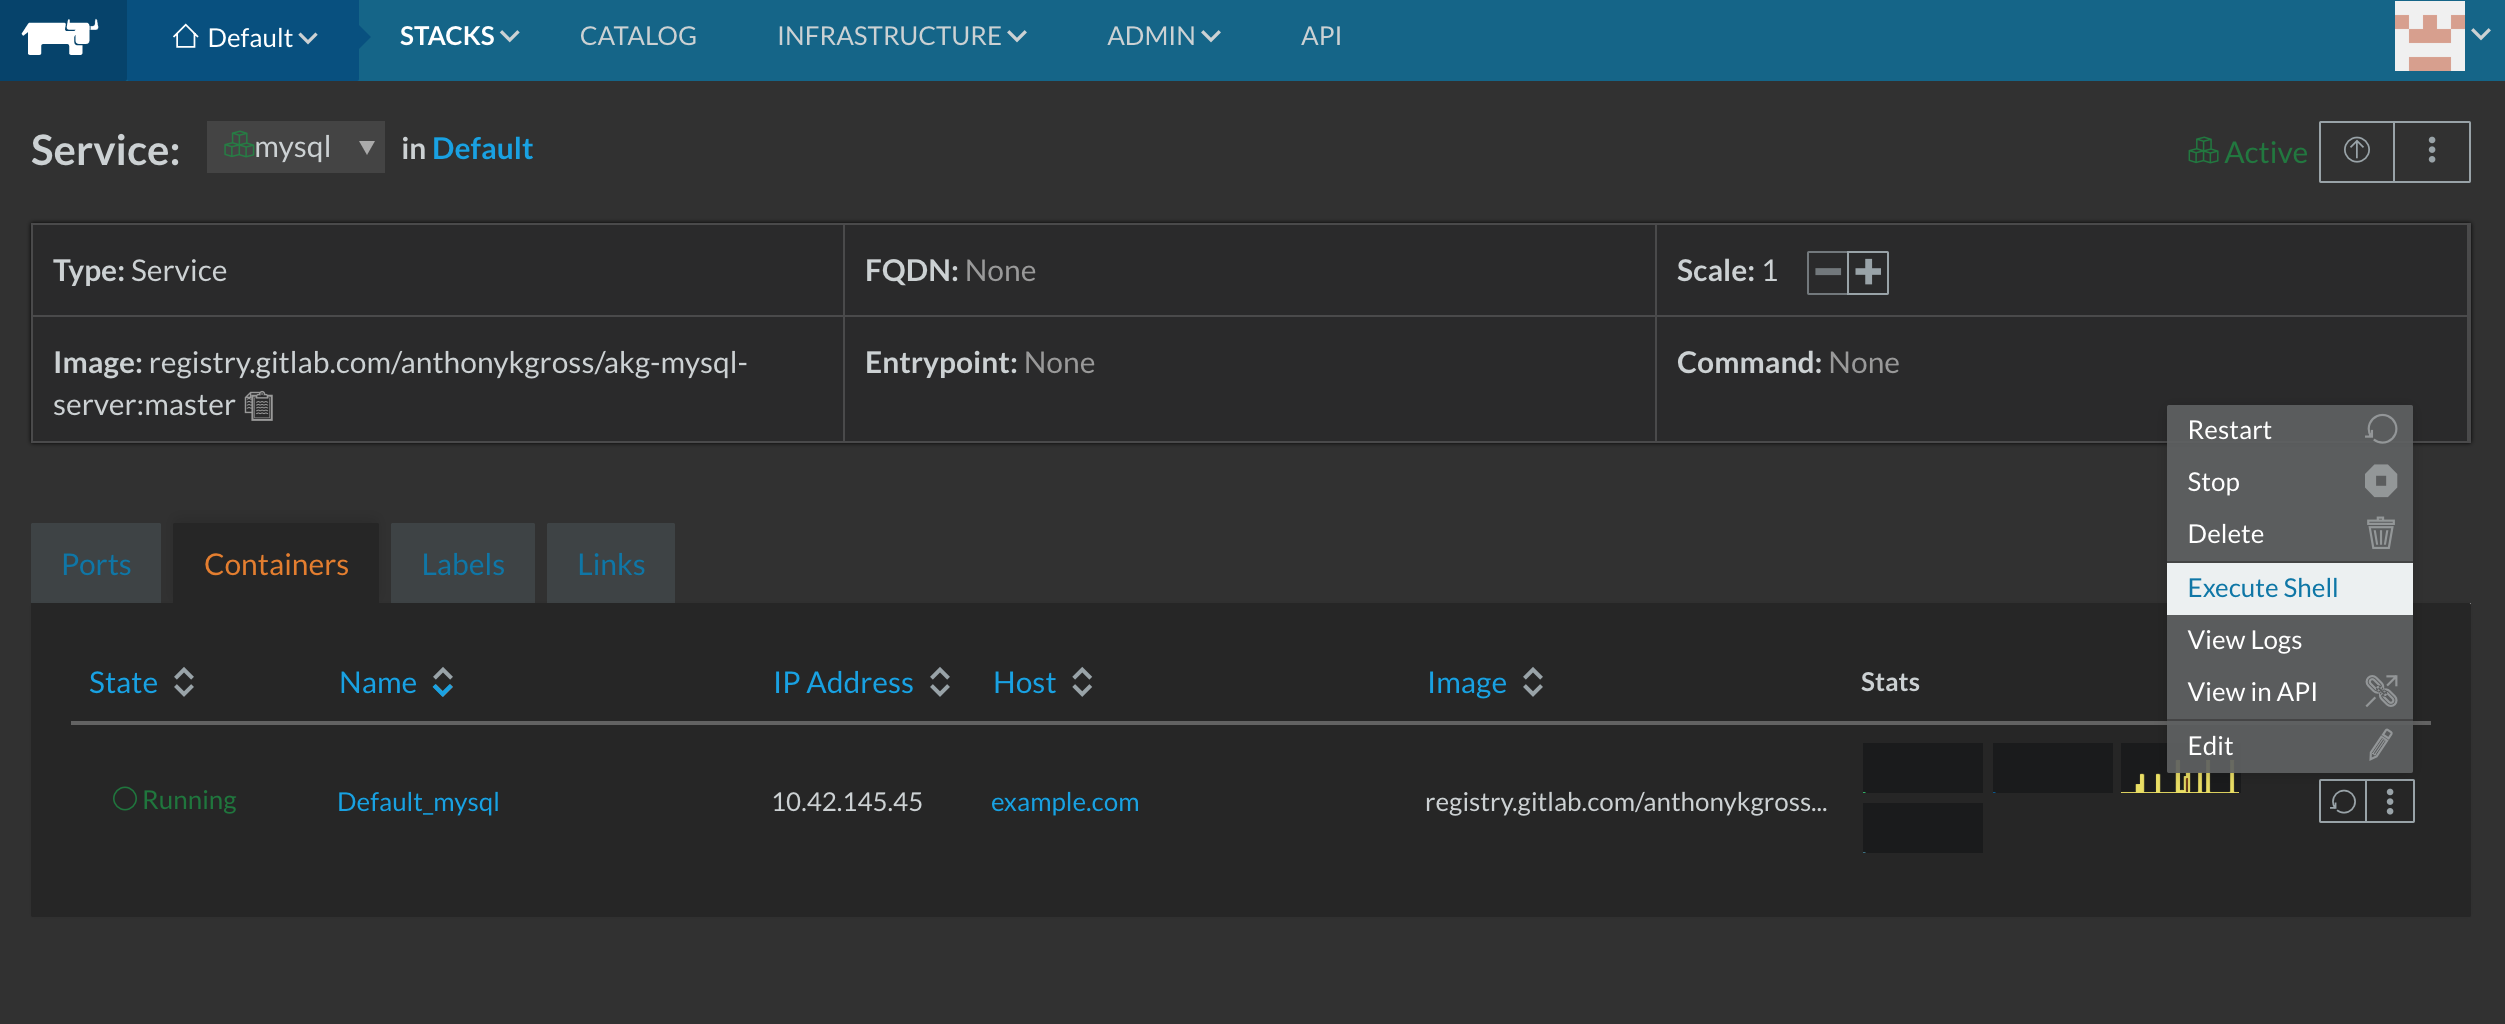 Default STACKS CATALOG INFRASTRUCTURE ADMIN API
Service: mysql in Default Active
Type: Service FQDN: None Scale: 1
Image: registry.gitlab.com/anthonykgross/akg-mysql-
server:master
Entrypoint: None Command: None
Restart
Stop
Delete
Execute Shell
View Logs
View in API
Edit
Ports Containers Labels Links
State Name IP Address Host Image Stats
Running Default_mysql 10.42.145.45 example.com registry.gitlab.com/anthonykgross...